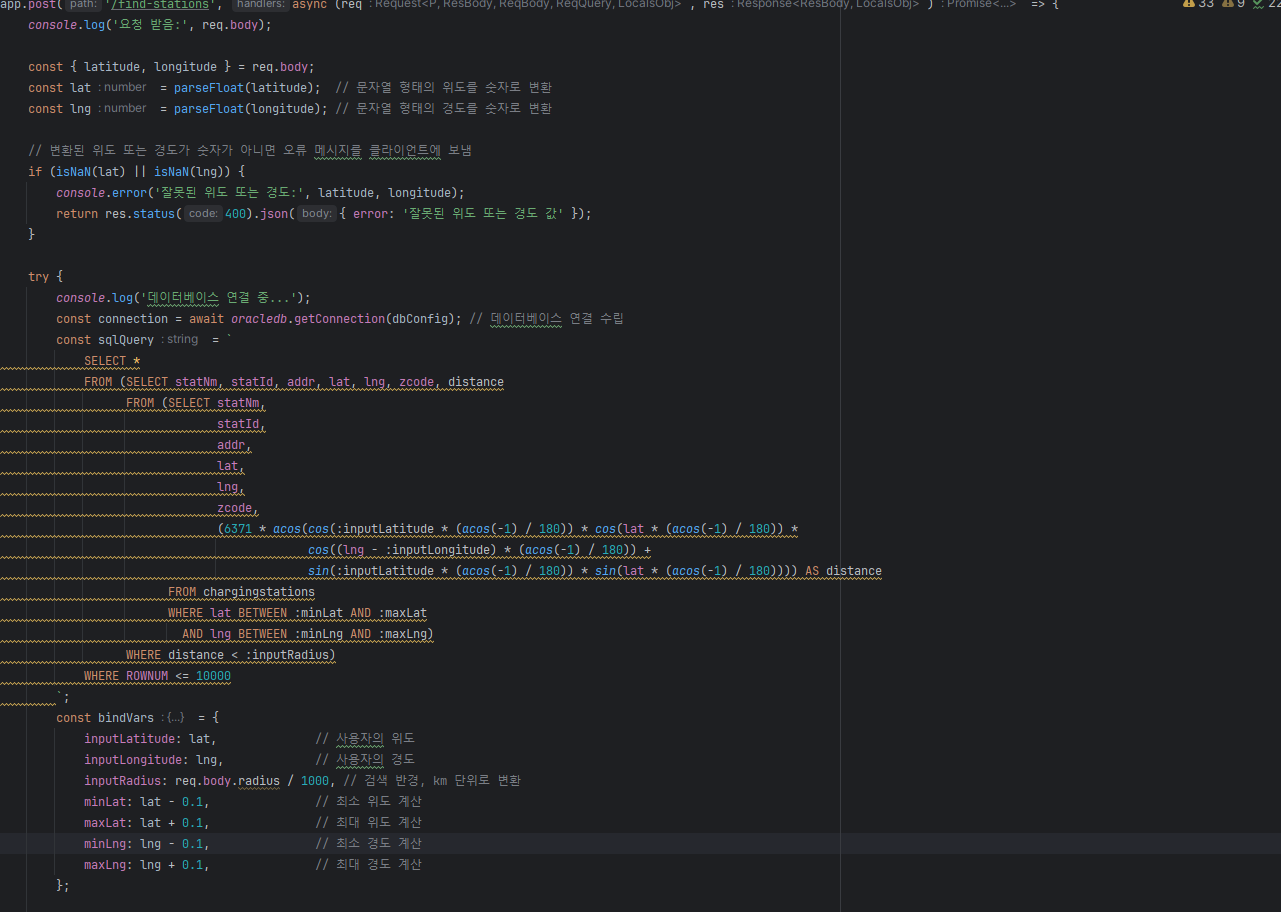 app.post( path: '/find-stations', handlers: async (req : Request<P, ResBody, ReqBody, ReqQuery, LocalsObj> , res : Response<ResBody, LocalsObj> ) : Promise<...> => {
33 9 22
console.log('요청 받음:', req.body);
const { latitude, longitude } = req.body;
const lat : number = parseFloat(latitude); // 문자열 형태의 위도를 숫자로 변환
const lng : number = parseFloat(longitude); // 문자열 형태의 경도를 숫자로 변환
// 변환된 위도 또는 경도가 숫자가 아니면 오류 메시지를 클라이언트에 보냄
if (isNaN(lat) || isNaN(lng)) {
console.error('잘못된 위도 또는 경도:', latitude, longitude);
return res.status( code: 400).json( body: { error: '잘못된 위도 또는 경도 값' });
}
try {
console.log('데이터베이스 연결 중...');
const connection = await oracledb.getConnection(dbConfig); // 데이터베이스 연결 수립
const sqlQuery : string = `
SELECT *
FROM (SELECT statNm, statId, addr, lat, lng, zcode, distance
FROM (SELECT statNm,
statId,
addr,
lat,
lng,
zcode,
(6371 * acos(cos(:inputLatitude * (acos(-1) / 180)) * cos(lat * (acos(-1) / 180)) *
cos((lng - :inputLongitude) * (acos(-1) / 180)) +
sin(:inputLatitude * (acos(-1) / 180)) * sin(lat * (acos(-1) / 180)))) AS distance
FROM chargingstations
WHERE lat BETWEEN :minLat AND :maxLat
AND lng BETWEEN :minLng AND :maxLng)
WHERE distance < :inputRadius)
WHERE ROWNUM <= 10000
`;
const bindVars : {...} = {
inputLatitude: lat, // 사용자의 위도
inputLongitude: lng, // 사용자의 경도
inputRadius: req.body.radius / 1000, // 검색 반경, km 단위로 변환
minLat: lat - 0.1, // 최소 위도 계산
maxLat: lat + 0.1, // 최대 위도 계산
minLng: lng - 0.1, // 최소 경도 계산
maxLng: lng + 0.1, // 최대 경도 계산
};